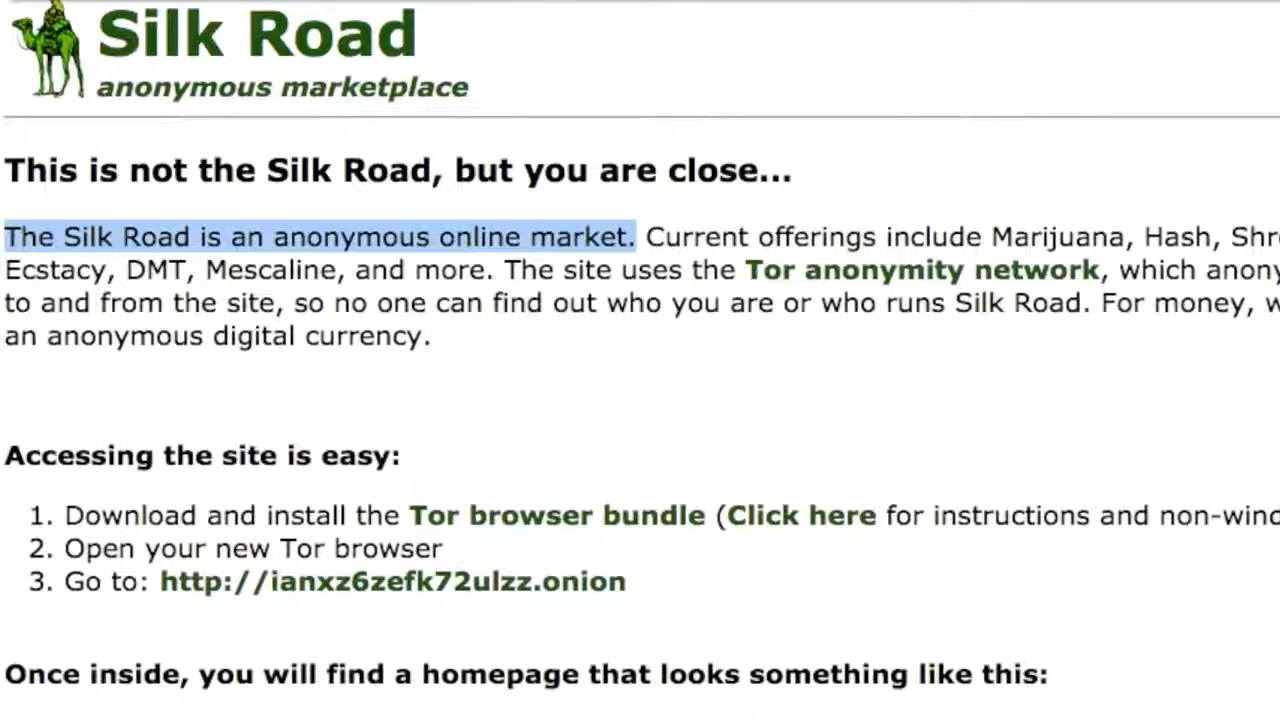 Silk Road
anonymous marketplace
This is not the Silk Road, but you are close...
The Silk Road is an anonymous online market. Current offerings include Marijuana, Hash,
Ecstacy, DMT, Mescaline, and more. The site uses the Tor anonymity network, which
to and from the site, so no one can find out who you are or who runs Silk Road. For money,
an anonymous digital currency.
Accessing the site is easy:
1. Download and install the Tor browser bundle (Click here for instructions and
2. Open your new Tor browser
3. Go to: http://ianxz6zefk72ulzz.onion
Once inside, you will find a homepage that looks something like this: